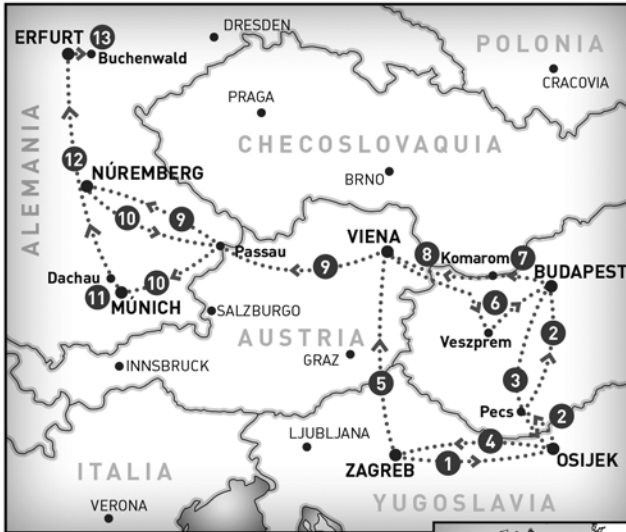 DRESDEN
ERFURT 13
Buchenwald
POLONIA
CRACOVIA
PRAGA
CHECOSLOVAQUIA
ALEMANIA
12
NÚREMBERG
BRNO
10 9
Passau
VIENA
9
8
Komarom 7
BUDAPEST
Dachau
10
11
MÚNICH
6
SALZBURGO
Veszprem
2
AUSTRIA
INNSBRUCK
GRAZ
5
3
Pecs
2
LJUBLJANA
4
ZAGREB
1
OSIJEK
ITALIA
YUGOSLAVIA
VERONA